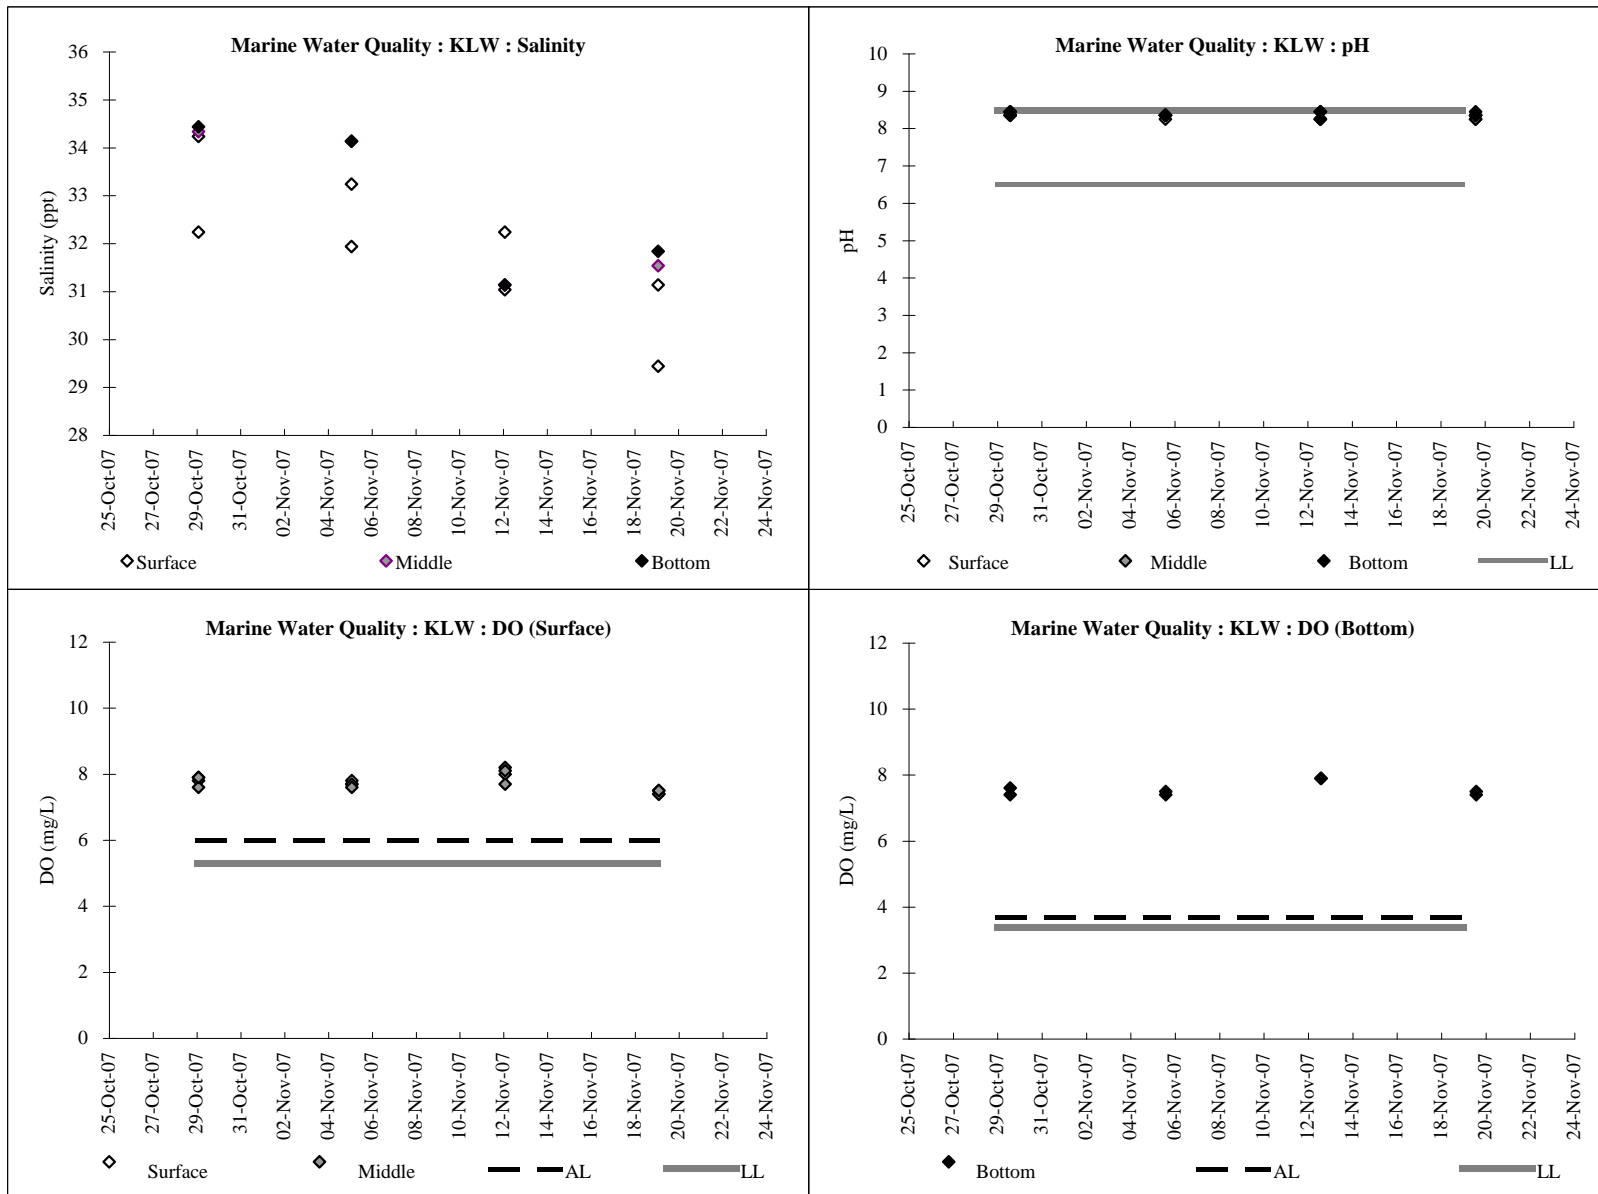 Marine Water Quality : KLW : Salinity
36
35
34
33
32
31
30
29
28
Salinity (ppt)
25-Oct-07
27-Oct-07
29-Oct-07
31-Oct-07
02-Nov-07
04-Nov-07
06-Nov-07
08-Nov-07
10-Nov-07
12-Nov-07
14-Nov-07
16-Nov-07
18-Nov-07
20-Nov-07
22-Nov-07
24-Nov-07
Surface Middle Bottom
Marine Water Quality : KLW : pH
10
9
8
7
6
5
4
3
2
1
0
pH
25-Oct-07
27-Oct-07
29-Oct-07
31-Oct-07
02-Nov-07
04-Nov-07
06-Nov-07
08-Nov-07
10-Nov-07
12-Nov-07
14-Nov-07
16-Nov-07
18-Nov-07
20-Nov-07
22-Nov-07
24-Nov-07
Surface Middle Bottom LL
Marine Water Quality : KLW : DO (Surface)
12
10
8
6
4
2
0
DO (mg/L)
25-Oct-07
27-Oct-07
29-Oct-07
31-Oct-07
02-Nov-07
04-Nov-07
06-Nov-07
08-Nov-07
10-Nov-07
12-Nov-07
14-Nov-07
16-Nov-07
18-Nov-07
20-Nov-07
22-Nov-07
24-Nov-07
Surface Middle AL LL
Marine Water Quality : KLW : DO (Bottom)
12
10
8
6
4
2
0
DO (mg/L)
25-Oct-07
27-Oct-07
29-Oct-07
31-Oct-07
02-Nov-07
04-Nov-07
06-Nov-07
08-Nov-07
10-Nov-07
12-Nov-07
14-Nov-07
16-Nov-07
18-Nov-07
20-Nov-07
22-Nov-07
24-Nov-07
Bottom AL LL